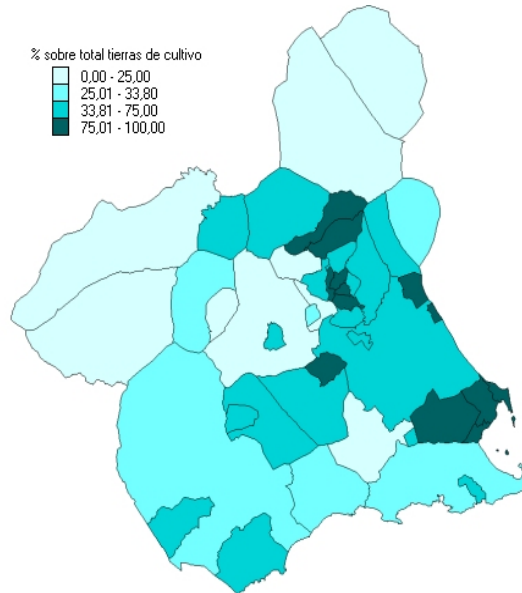 % sobre total tierras de cultivo
0,00 - 25,00
25,01 - 33,80
33,81 - 75,00
75,01 - 100,00